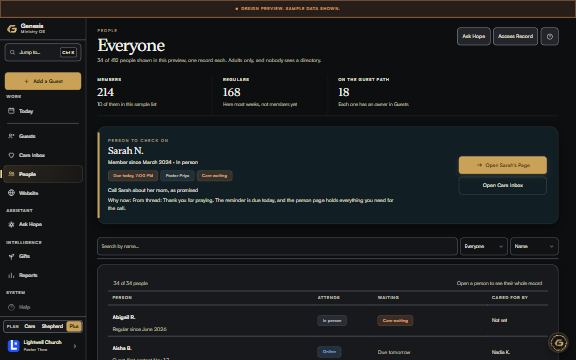 DESIGN PREVIEW. SAMPLE DATA SHOWN.
Genesis
Ministry OS
Jump to...
Ctrl K
+ Add a Guest
WORK
Today
Guests
Care Inbox
People
Website
ASSISTANT
Ask Hope
INTELLIGENCE
Gifts
Reports
SYSTEM
Help
PLAN Care Shepherd Plus
Lightwell Church
Pastor Theo
PEOPLE
Everyone
34 of 412 people shown in this preview, one record each. Adults only, and nobody sees a directory.
Ask Hope
Access Record
MEMBERS
214
10 of them in this sample list
REGULARS
168
Here most weeks, not members yet
ON THE GUEST PATH
18
Each one has an owner in Guests
PERSON TO CHECK ON
Sarah N.
Member since March 2024 · In person
Due today, 7:00 PM
Pastor Priya
Care waiting
Call Sarah about her mom, as promised
Why now: From thread: Thank you for praying. The reminder is due today, and the person page holds everything you need for
the call.
→ Open Sarah's Page
Open Care Inbox
Search by name...
Everyone
Name
34 of 34 people
Open a person to see their whole record
PERSON
ATTENDS
WAITING
CARED FOR BY
Abigail R.
Regular since June 2026
In person
Care waiting
Not set
Aisha B.
Online
Due tomorrow
Nadia K.